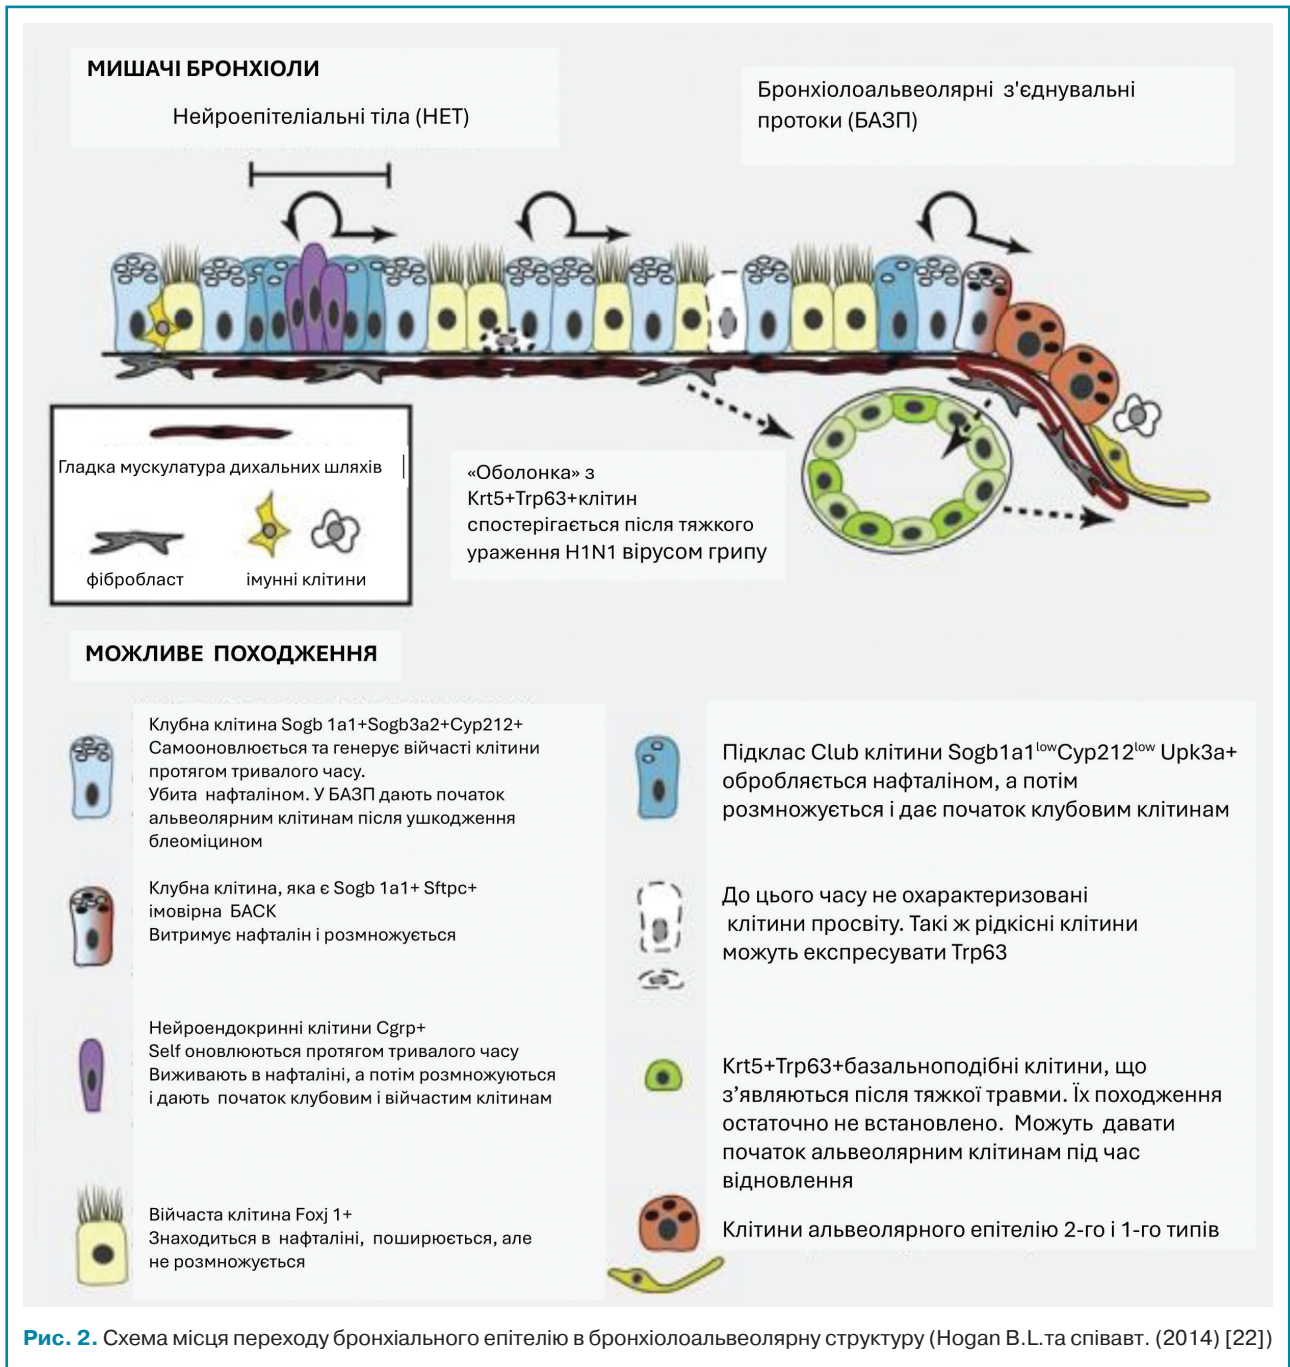 МИШАЧІ БРОНХІОЛИ
Нейроепітеліальні тіла (НЕТ)
Бронхіолоальвеолярні з'єднувальні
протоки (БАЗП)
Гладка мускулатура дихальних шляхів
фібробласт
імунні клітини
«Оболонка» з
Krt5+Trp63+клітин
спостерігається після тяжкого
ураження H1N1 вірусом грипу
МОЖЛИВЕ ПОХОДЖЕННЯ
Клубна клітина Sogb 1a1+Sogb3a2+Cyp212+
Самооновлюється та генерує війчасті клітини
протягом тривалого часу.
Убита нафталіном. У БАЗП дають початок
альвеолярним клітинам після ушкодження
блеоміцином
Клубна клітина, яка є Sogb 1a1+ Sftpc+
імовірна БАСК
Витримує нафталін і розмножується
Нейроендокринні клітини Cgrp+
Self оновлюються протягом тривалого часу
Виживають в нафталіні, а потім розмножуються
і дають початок клубовим і війчастим клітинам
Війчаста клітина Foxj 1+
Знаходиться в нафталіні, поширюється, але
не розмножується
Підклас Club клітини Sogb1a1lowCyp212low Upk3a+
обробляється нафталіном, а потім
розмножується і дає початок клубовим клітинам
До цього часу не охарактеризовані
клітини просвіту. Такі ж рідкісні клітини
можуть експресувати Trp63
Krt5+Trp63+базальноподібні клітини, що
з’являються після тяжкої травми. Їх походження
остаточно не встановлено. Можуть давати
початок альвеолярним клітинам під час
відновлення
Клітини альвеолярного епітелію 2-го і 1-го типів
Рис. 2. Схема місця переходу бронхіального епітелію в бронхіолоальвеолярну структуру (Hogan B.L.та співавт. (2014) [22])